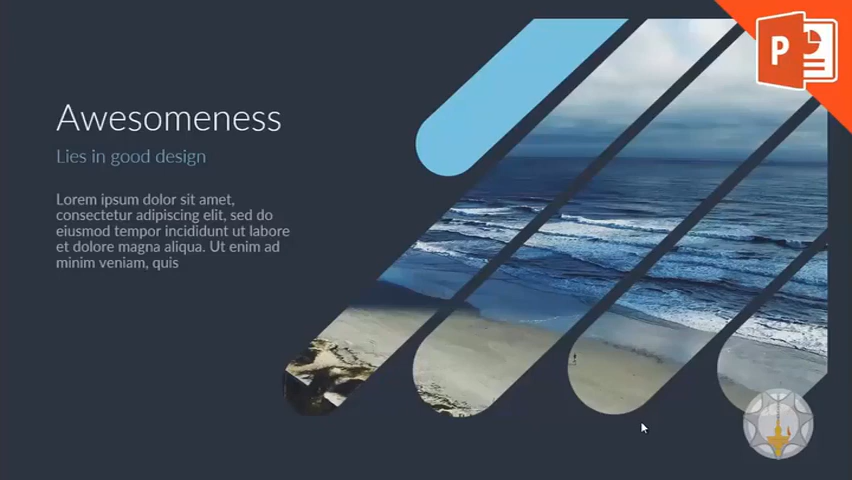 Awesomeness
Lies in good design
Lorem ipsum dolor sit amet,
consectetur adipiscing elit, sed do
eiusmod tempor incididunt ut labore
et dolore magna aliqua. Ut enim ad
minim veniam, quis
P